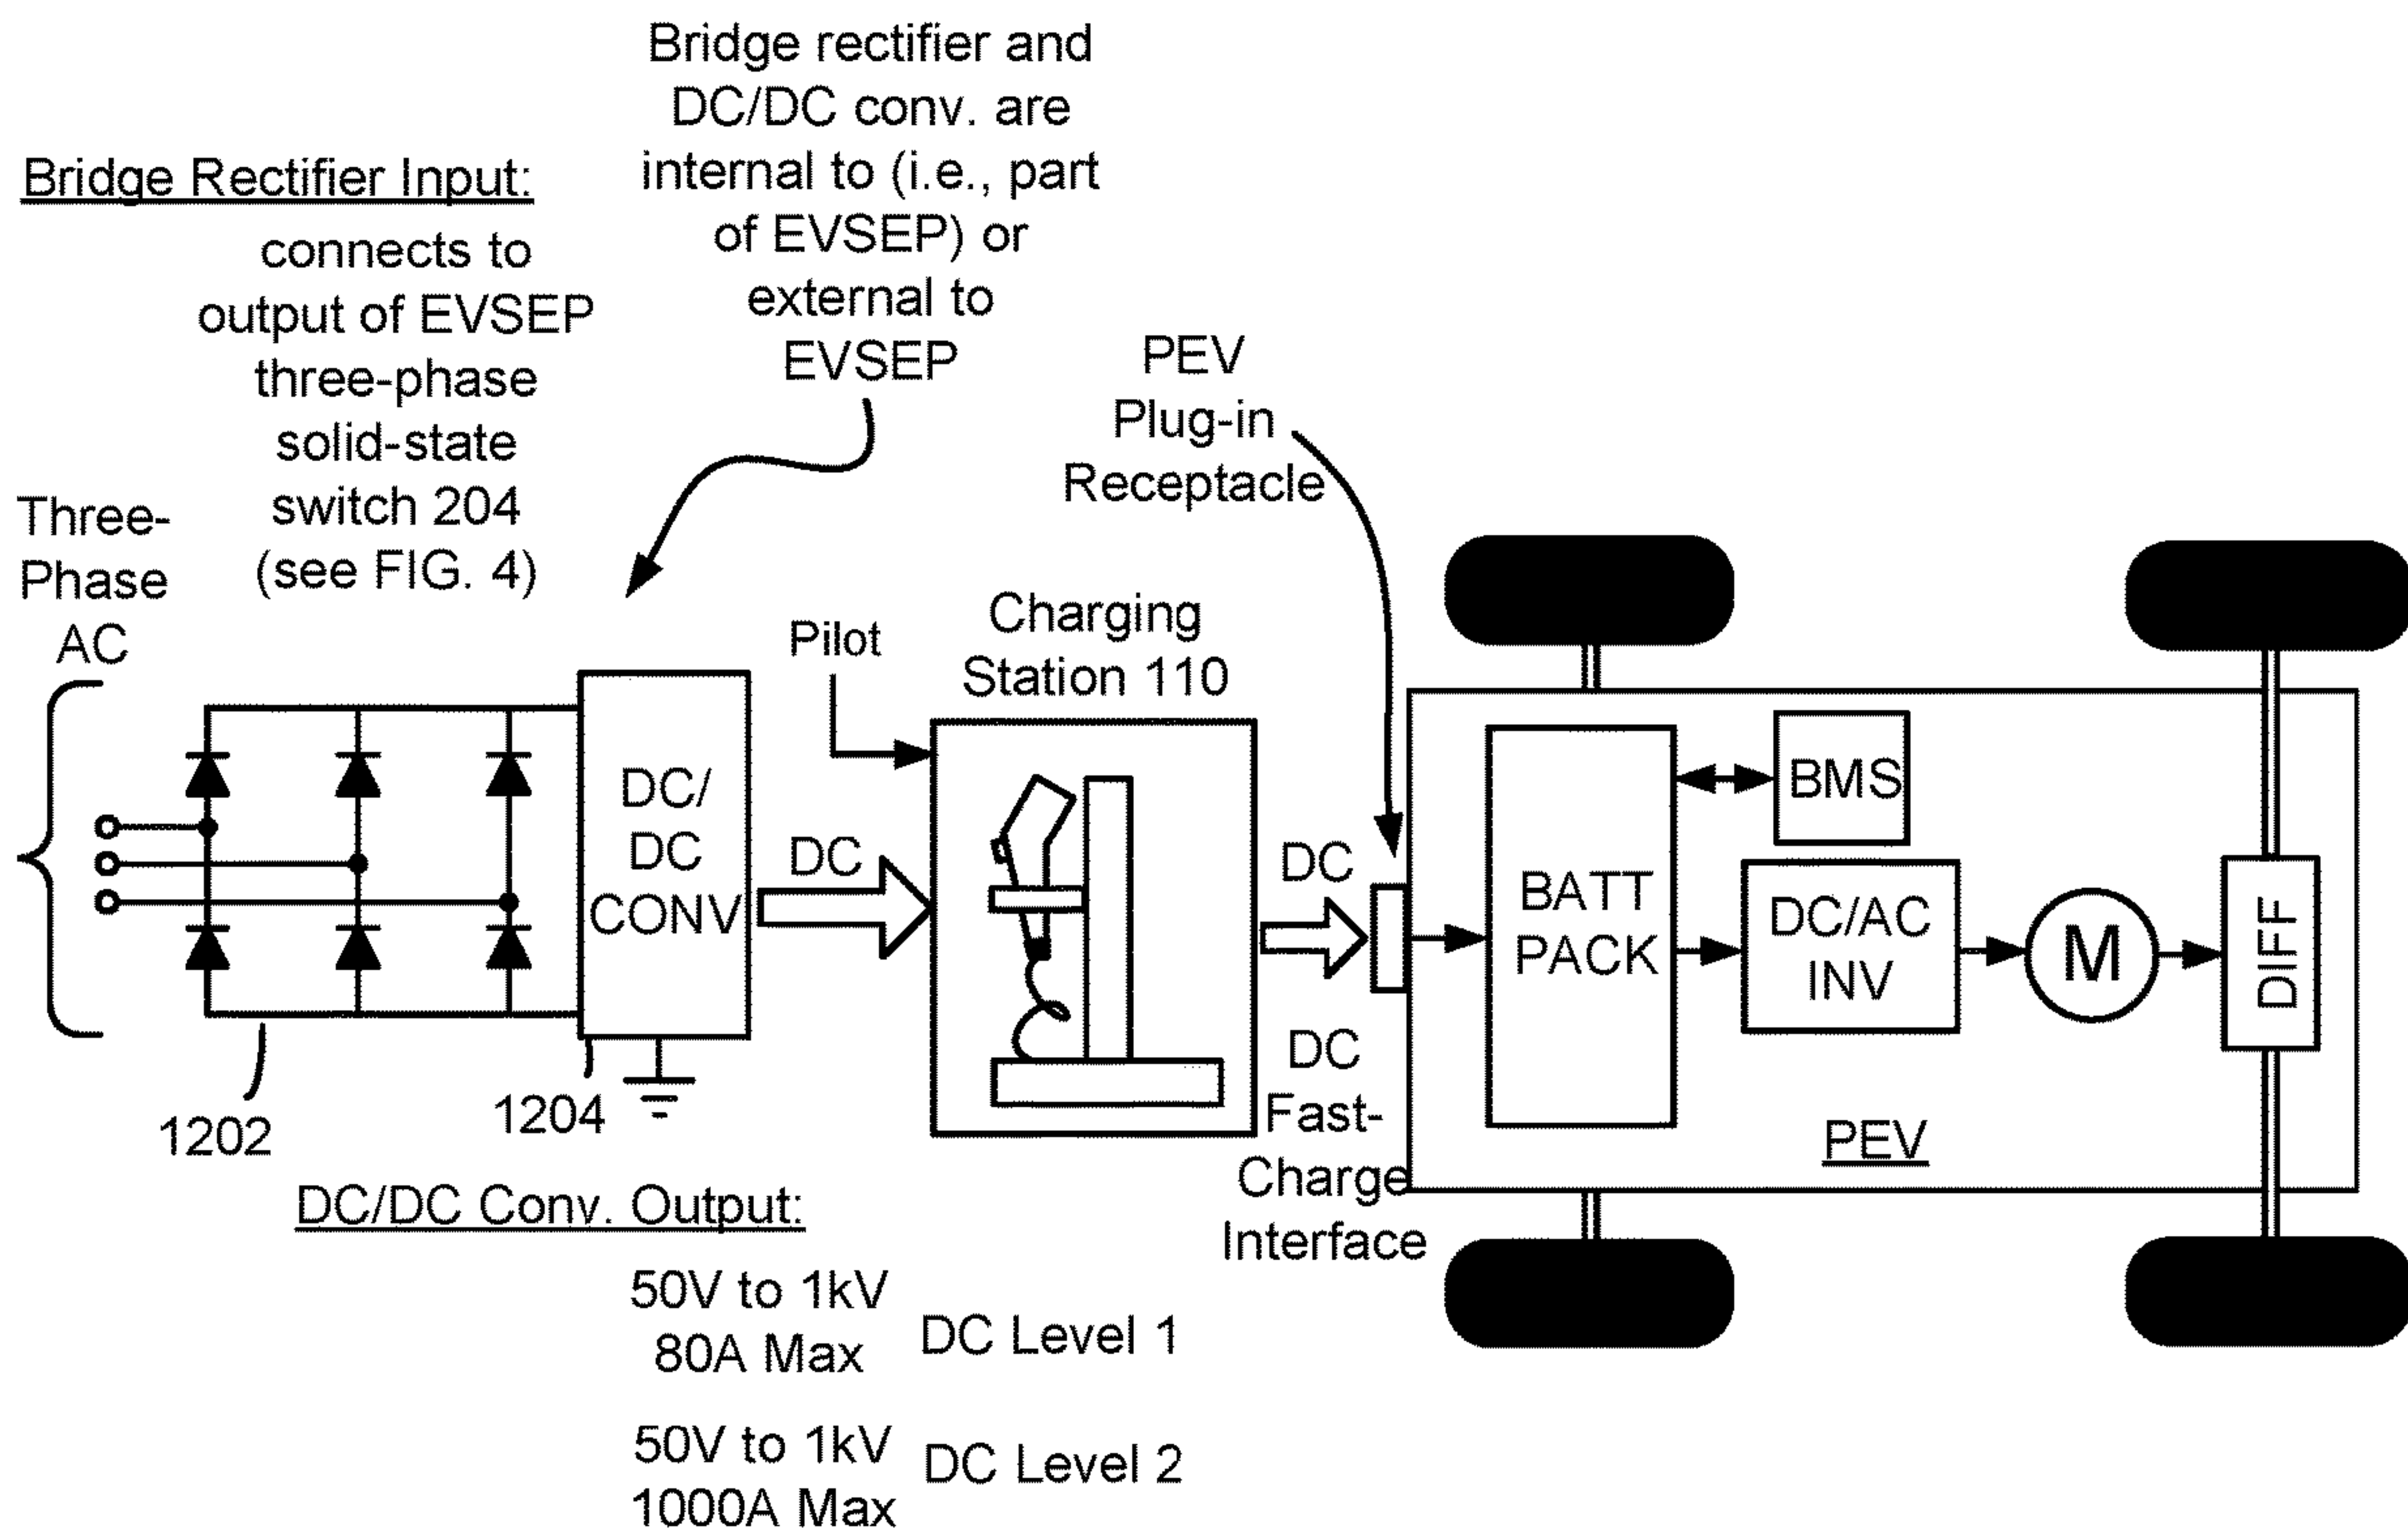 Bridge rectifier and
DC/DC conv. are
internal to (i.e., part
of EVSEP) or
external to
EVSEP
Bridge Rectifier Input:
connects to
output of EVSEP
three-phase
solid-state
switch 204
(see FIG. 4)
Three-
Phase
AC
PEV
Plug-in
Receptacle
Pilot
Charging
Station 110
DC/
DC
CONV
DC
DC
DC
Fast-
Charge
Interface
BATT
PACK
BMS
DC/AC
INV
M
DIFF
PEV
1202
1204
DC/DC Conv. Output:
50V to 1kV
80A Max
DC Level 1
50V to 1kV
1000A Max
DC Level 2